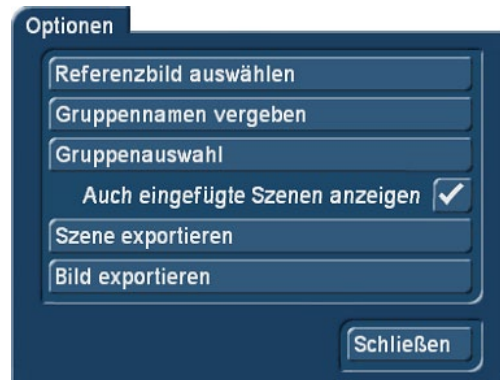 Optionen
Referenzbild auswählen
Gruppennamen vergeben
Gruppenauswahl
Auch eingefügte Szenen anzeigen
Szene exportieren
Bild exportieren
Schließen